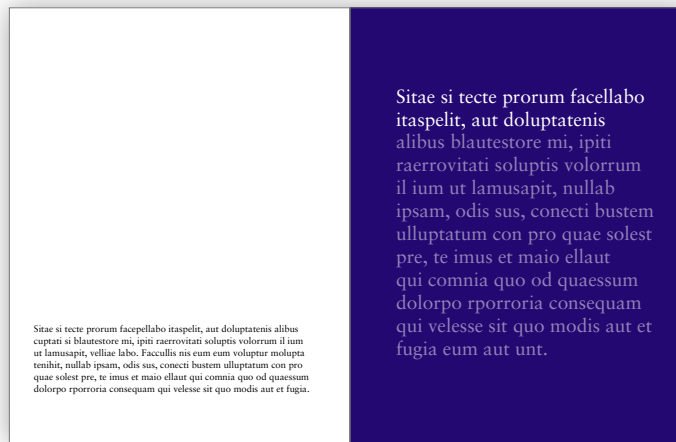 Sitae si tecte prorum facepellabo itaspelit, aut doluptatenis alibus
cuptati si blautestore mi, ipiti raerrovitati soluptis volorrum il ium
ut lamusapit, velliae labo. Faccullis nis eum eum voluptur molupta
tenihit, nullab ipsam, odis sus, conecti bustem ulluptatum con pro
quae solest pre, te imus et maio ellaut qui comnia quo od quaessum
dolorpo rporroria consequam qui velesse sit quo modis aut et fugia.
Sitae si tecte prorum facellabo
itaspelit, aut doluptatenis
alibus blautestore mi, ipiti
raerrovitati soluptis volorrum
il ium ut lamusapit, nullab
ipsam, odis sus, conecti bustem
ulluptatum con pro quae solest
pre, te imus et maio ellaut
qui comnia quo od quaessum
dolorpo rporroria consequam
qui velesse sit quo modis aut et
fugia eum aut unt.